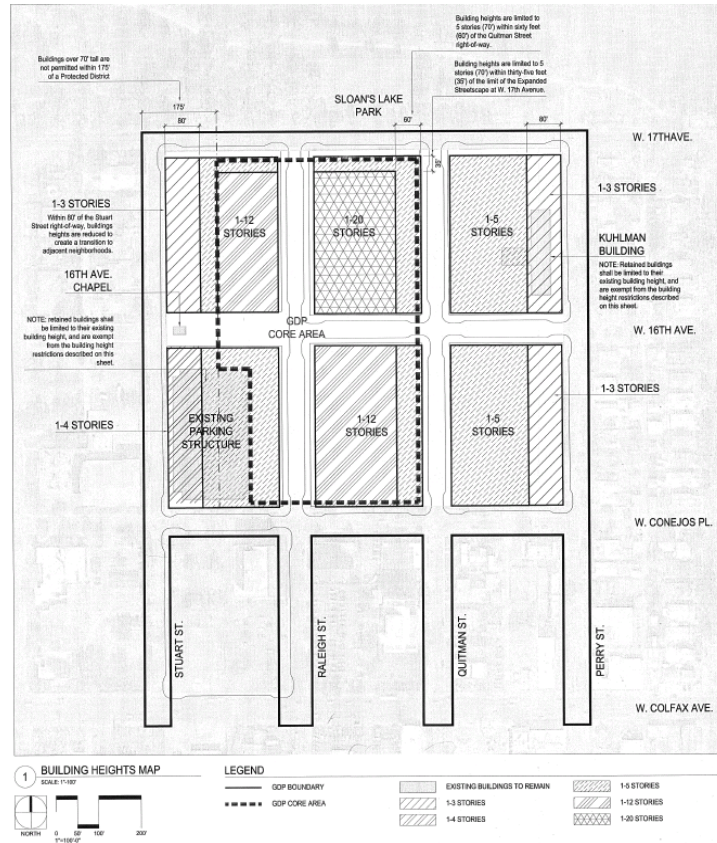 Building heights are limited to
5 stories (70') within sixty feet
(60') of the Quitman Street
right-of-way.
Buildings over 70' tall are
not permitted within 175'
of a Protected District
Building heights are limited to 5
stories (70') within thirty-five feet
(35') of the limit of the Expanded
Streetscape at W. 17th Avenue.
SLOAN'S LAKE
PARK
175'
80'
60'
35'
80'
W. 17THAVE.
1-3 STORIES
Within 80' of the Stuart
Street right-of-way, buildings
heights are reduced to
create a transition to
adjacent neighborhoods.
1-12
STORIES
1-20
STORIES
1-5
STORIES
1-3 STORIES
KUHLMAN
BUILDING
NOTE: Retained buildings
shall be limited to their
existing building height, and
are exempt from the building
height restrictions described
on this sheet.
16TH AVE.
CHAPEL
NOTE: retained buildings shall
be limited to their existing
building height, and are exempt
from the building height
restrictions described on this
sheet.
GDP
CORE AREA
W. 16TH AVE.
1-4 STORIES
EXISTING
PARKING
STRUCTURE
1-12
STORIES
1-5
STORIES
1-3 STORIES
W. CONEJOS PL.
STUART ST.
RALEIGH ST.
QUITMAN ST.
PERRY ST.
W. COLFAX AVE.
1 BUILDING HEIGHTS MAP
SCALE: 1"-100'
NORTH
0 50' 100' 200'
1"=100'-0"
LEGEND
GDP BOUNDARY
GDP CORE AREA
EXISTING BUILDINGS TO REMAIN
1-3 STORIES
1-4 STORIES
1-5 STORIES
1-12 STORIES
1-20 STORIES